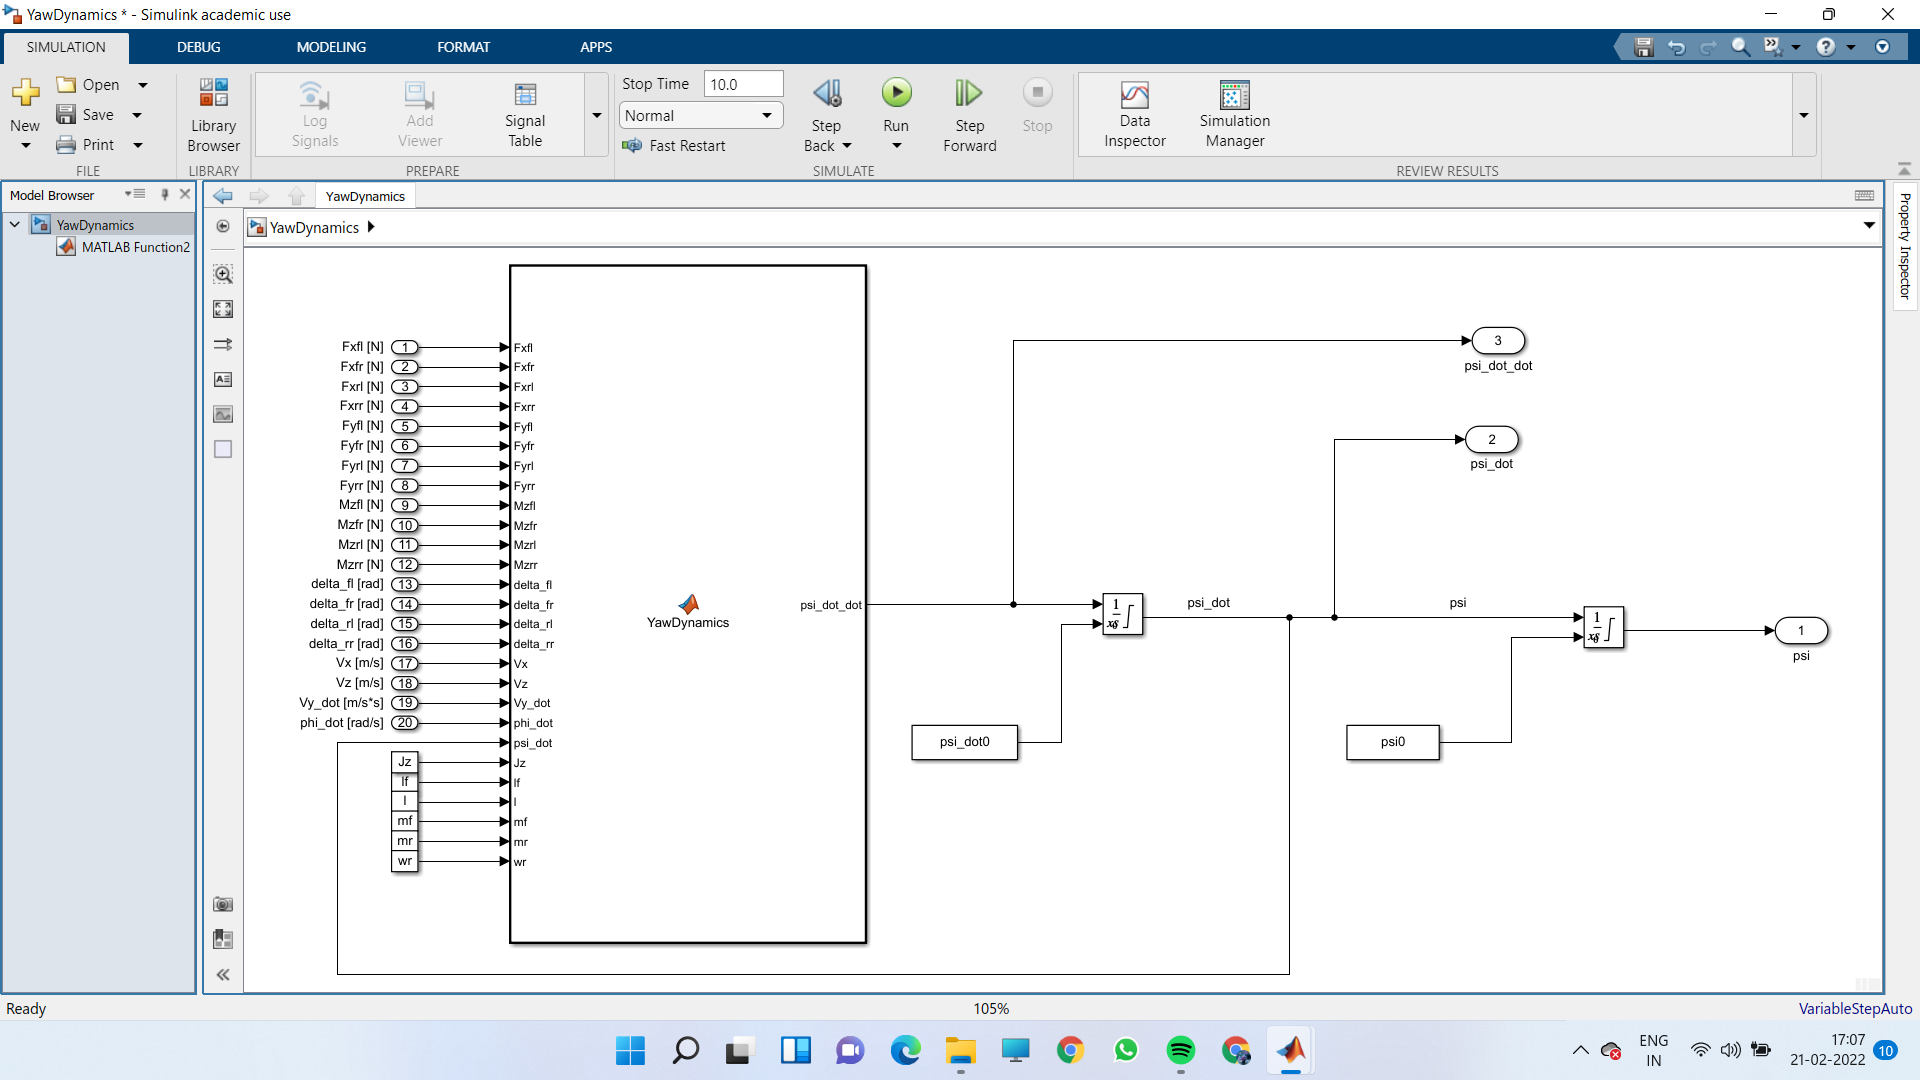 YawDynamics * - Simulink academic use
SIMULATION DEBUG MODELING FORMAT APPS
New
Open
Save
Print
FILE
Library Browser
LIBRARY
Log Signals
Add Viewer
Signal Table
PREPARE
Stop Time 10.0
Normal
Fast Restart
Step Back
Run
Step Forward
Stop
SIMULATE
Data Inspector
Simulation Manager
REVIEW RESULTS
Model Browser
YawDynamics
MATLAB Function2
YawDynamics
YawDynamics
Property Inspector
Fxfl [N] 1 Fxfl
Fxfr [N] 2 Fxfr
Fxrl [N] 3 Fxrl
Fxrr [N] 4 Fxrr
Fyfl [N] 5 Fyfl
Fyfr [N] 6 Fyfr
Fyrl [N] 7 Fyrl
Fyrr [N] 8 Fyrr
Mzfl [N] 9 Mzfl
Mzfr [N] 10 Mzfr
Mzrl [N] 11 Mzrl
Mzrr [N] 12 Mzrr
delta_fl [rad] 13 delta_fl
delta_fr [rad] 14 delta_fr
delta_rl [rad] 15 delta_rl
delta_rr [rad] 16 delta_rr
Vx [m/s] 17 Vx
Vz [m/s] 18 Vz
Vy_dot [m/s*s] 19 Vy_dot
phi_dot [rad/s] 20 phi_dot
psi_dot
Jz Jz
lf lf
l l
mf mf
mr mr
wr wr
YawDynamics
psi_dot_dot
1
s
x0
psi_dot
psi_dot0
3
psi_dot_dot
2
psi_dot
psi
1
s
x0
psi0
1
psi
Ready 105% VariableStepAuto
ENG
IN
17:07
21-02-2022
10